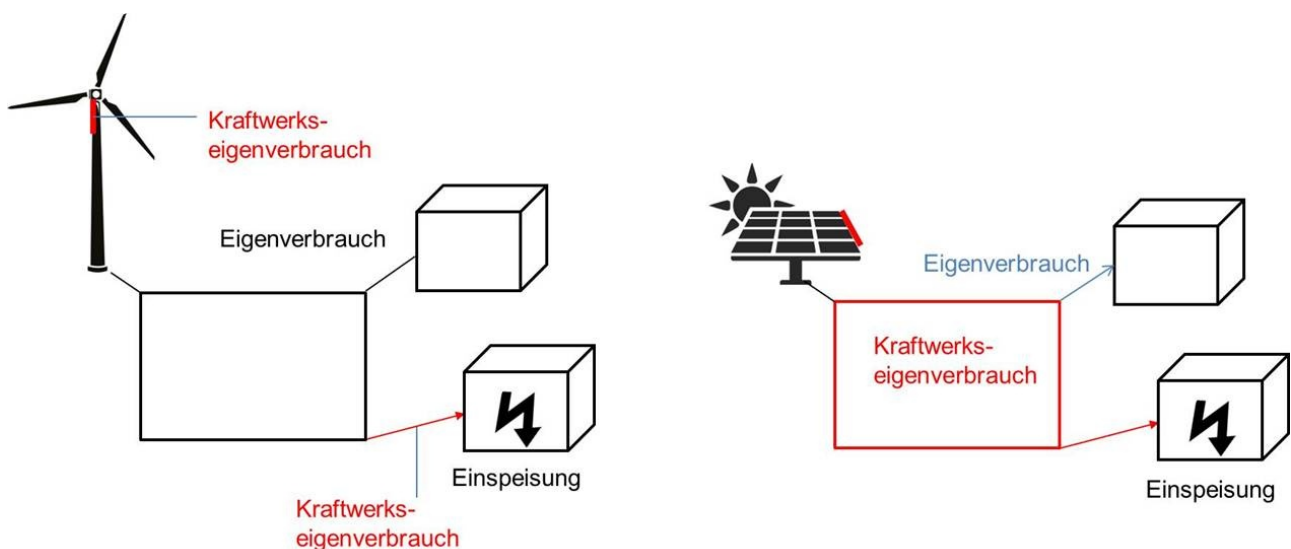 Kraftwerks-
eigenverbrauch
Eigenverbrauch
Einspeisung
Kraftwerks-
eigenverbrauch
Eigenverbrauch
Kraftwerks-
eigenverbrauch
Einspeisung